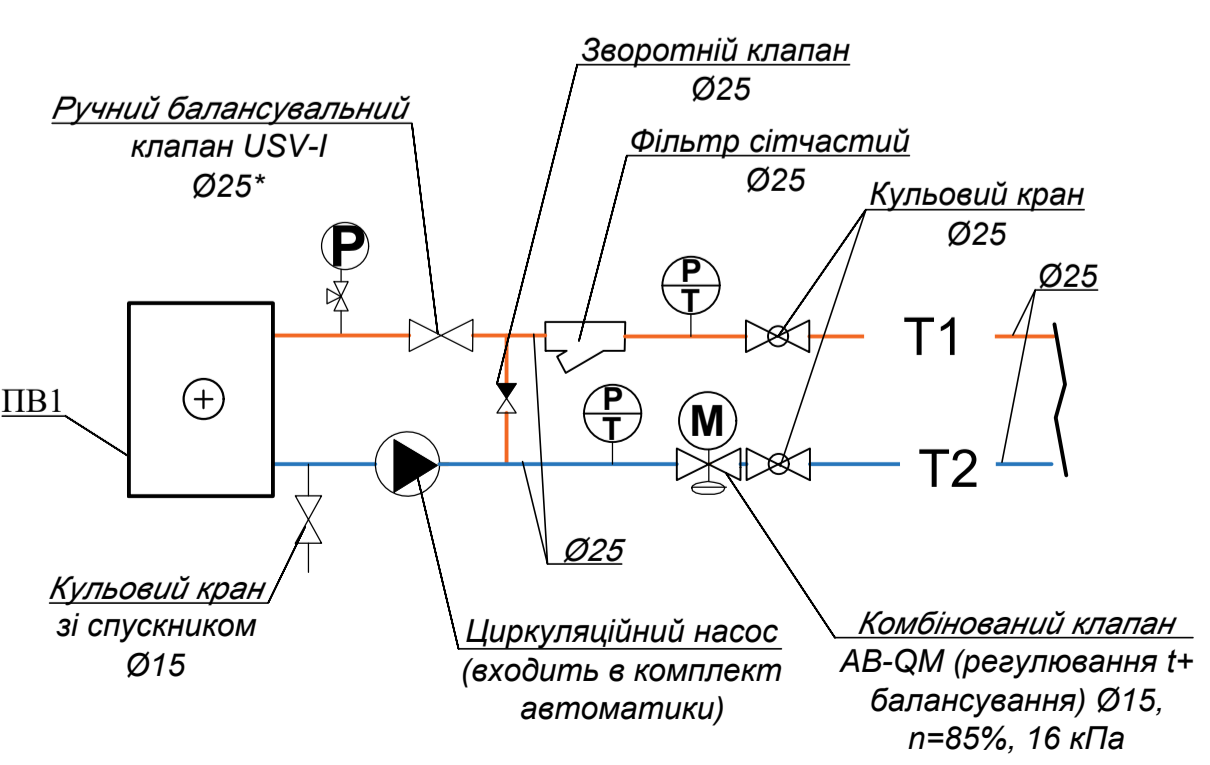 Зворотній клапан
Ø25
Ручний балансувальний
клапан USV-I
Ø25*
Фільтр сітчастий
Ø25
Кульовий кран
Ø25
P
P
T
Ø25
T1
ПВ1
P
T
M
T2
Ø25
Кульовий кран
зі спускником
Ø15
Циркуляційний насос
(входить в комплект
автоматики)
Комбінований клапан
AB-QM (регулювання t+
балансування) Ø15,
n=85%, 16 кПа